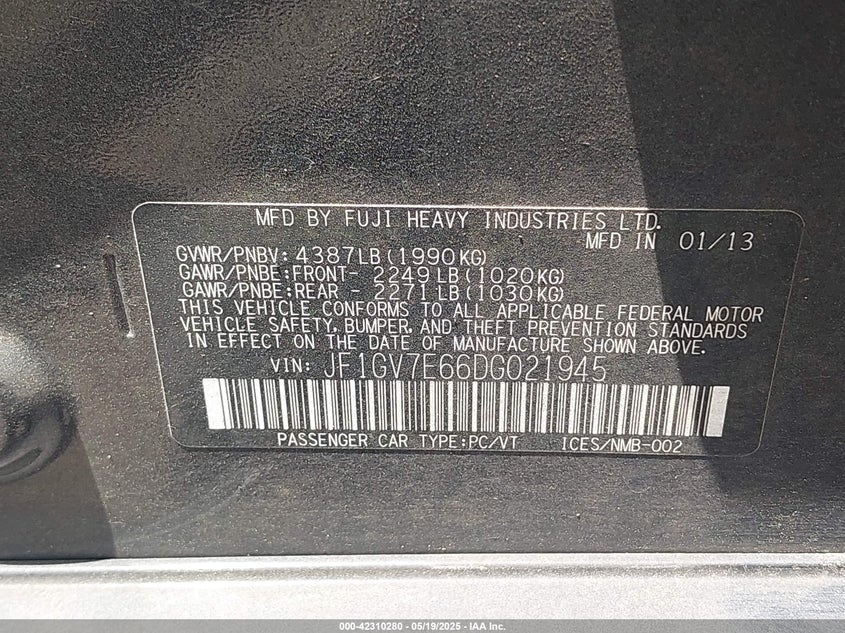 MFD BY FUJI HEAVY INDUSTRIES LTD.
MFD IN 01/13
GVWR/PNBV: 4387LB(1990KG)
GAWR/PNBE:FRONT- 2249LB(1020KG)
GAWR/PNBE:REAR - 2271LB(1030KG)
THIS VEHICLE CONFORMS TO ALL APPLICABLE FEDERAL MOTOR
VEHICLE SAFETY, BUMPER, AND THEFT PREVENTION STANDARDS
IN EFFECT ON THE DATE OF MANUFACTURE SHOWN ABOVE.
VIN: JF1GV7E66DG021945
PASSENGER CAR TYPE:PC/VT ICES/NMB-002
000-42310280 - 05/19/2025 - IAA Inc.